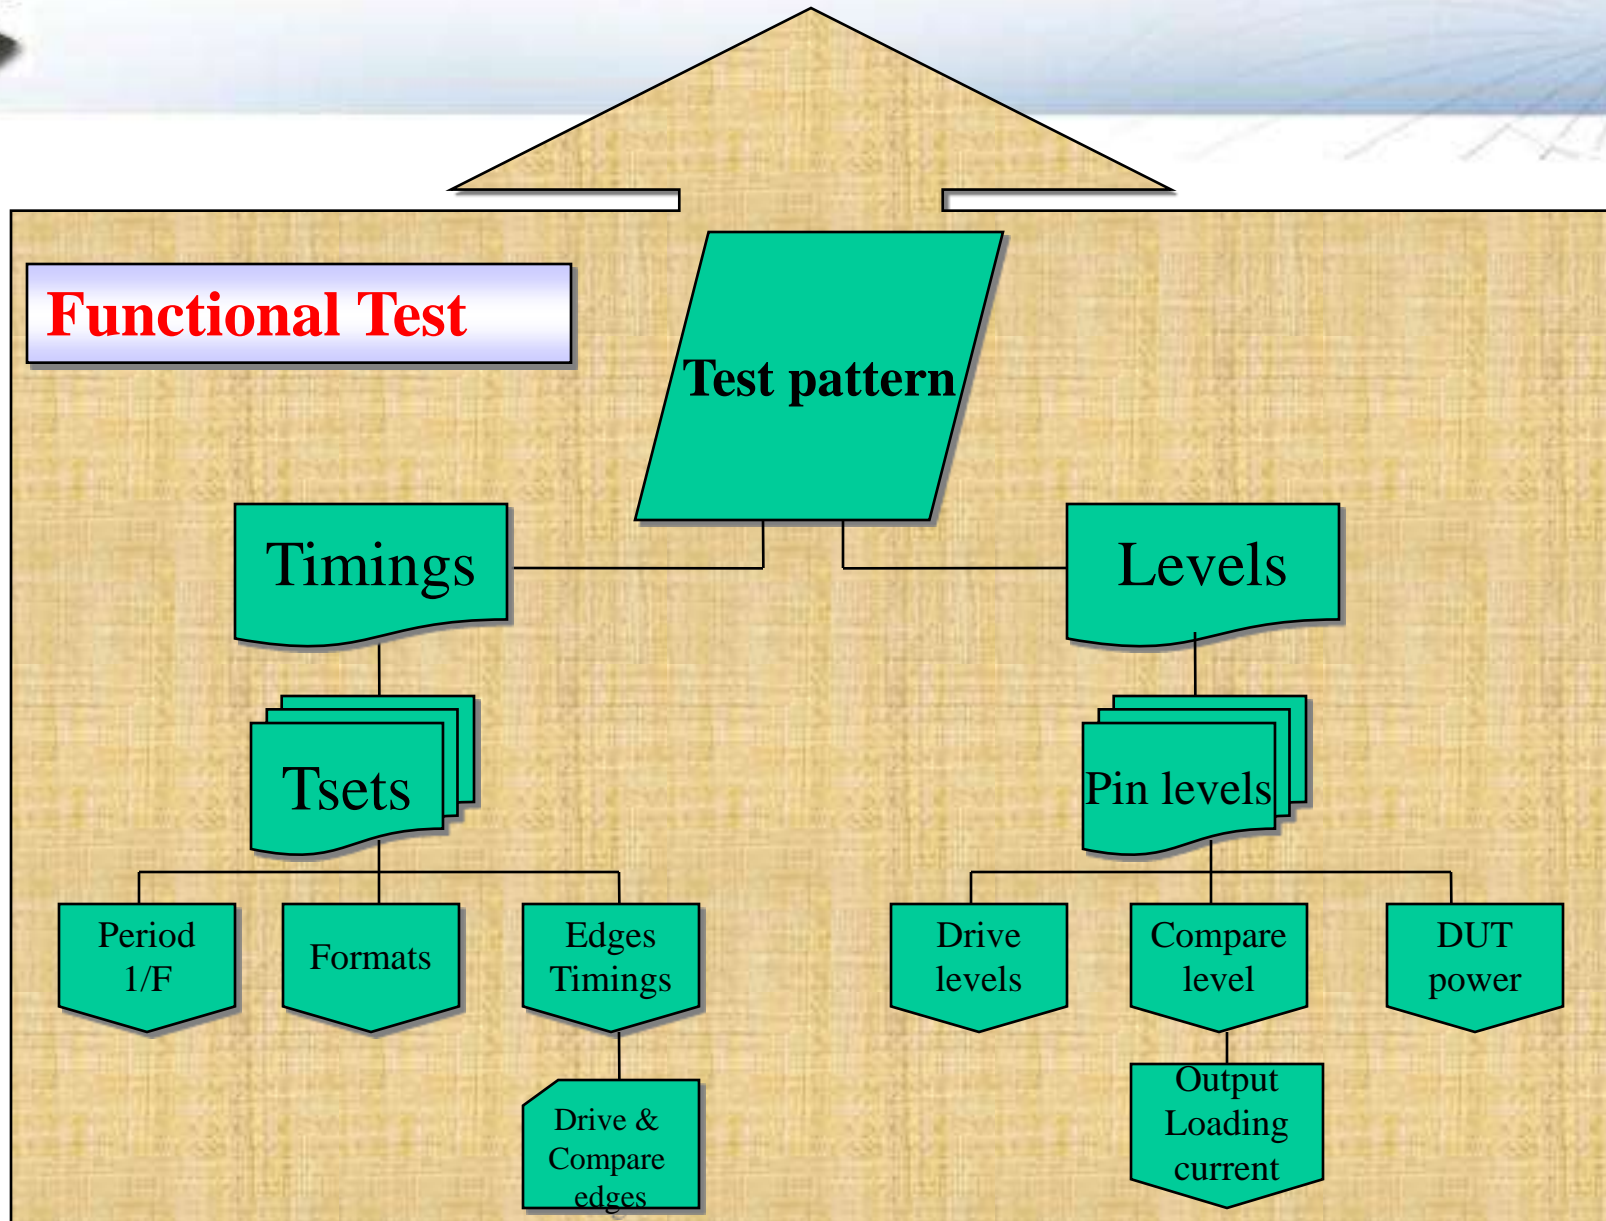 Functional Test
Test pattern
Timings
Levels
Tsets
Pin levels
Period
1/F
Formats
Edges
Timings
Drive
levels
Compare
level
DUT
power
Drive &
Compare
edges
Output
Loading
current